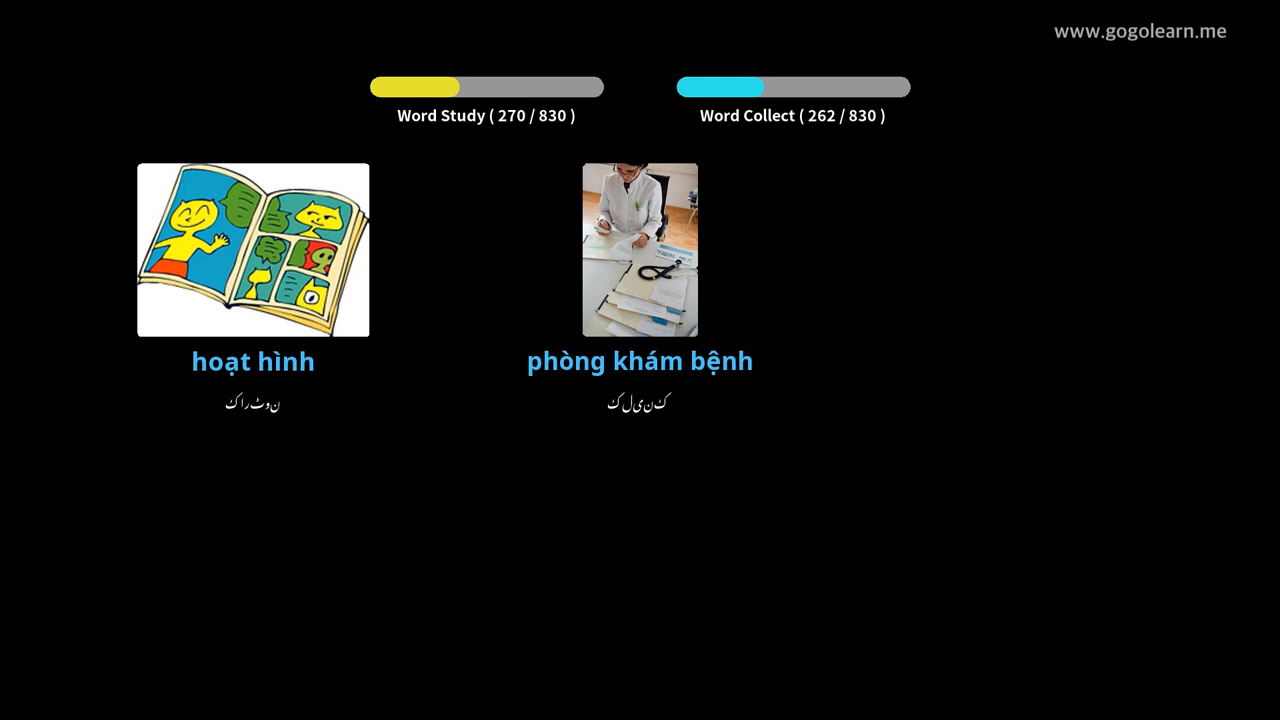 www.gogolearn.me
Word Study ( 270 / 830 )
Word Collect ( 262 / 830 )
hoạt hình
کارٹون
phòng khám bệnh
کلینک